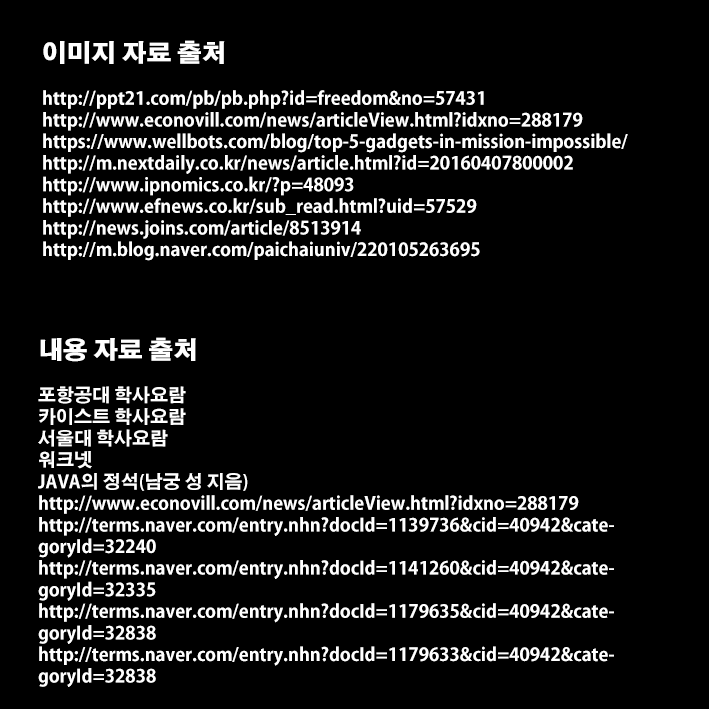 이미지 자료 출처
http://ppt21.com/pb/pb.php?id=freedom&no=57431
http://www.econovill.com/news/articleView.html?idxno=288179
https://www.wellbots.com/blog/top-5-gadgets-in-mission-impossible/
http://m.nextdaily.co.kr/news/article.html?id=20160407800002
http://www.ipnomics.co.kr/?p=48093
http://www.efnews.co.kr/sub_read.html?uid=57529
http://news.joins.com/article/8513914
http://m.blog.naver.com/paichaiuniv/220105263695
내용 자료 출처
포항공대 학사요람
카이스트 학사요람
서울대 학사요람
워크넷
JAVA의 정석(남궁 성 지음)
http://www.econovill.com/news/articleView.html?idxno=288179
http://terms.naver.com/entry.nhn?docId=1139736&cid=40942&cate-
goryId=32240
http://terms.naver.com/entry.nhn?docId=1141260&cid=40942&cate-
goryId=32335
http://terms.naver.com/entry.nhn?docId=1179635&cid=40942&cate-
goryId=32838
http://terms.naver.com/entry.nhn?docId=1179633&cid=40942&cate-
goryId=32838